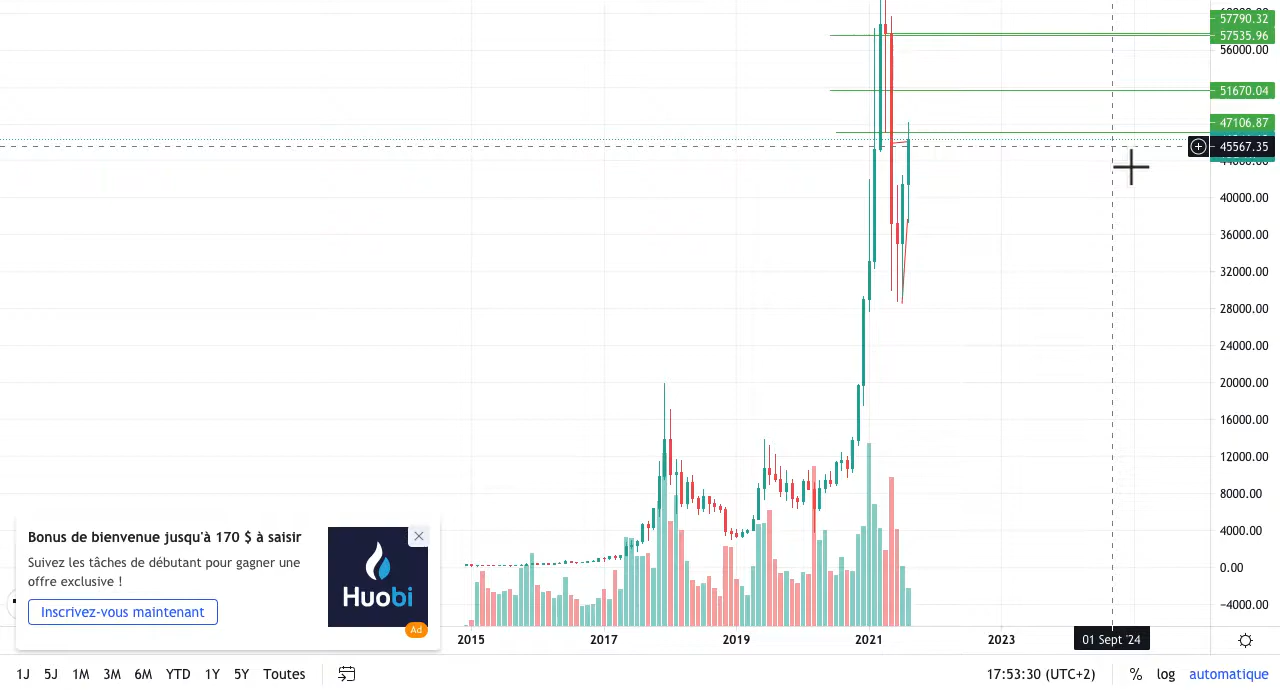 57790.32
57535.96
56000.00
51670.04
47106.87
45567.35
40000.00
36000.00
32000.00
28000.00
24000.00
20000.00
16000.00
12000.00
8000.00
4000.00
0.00
−4000.00
Bonus de bienvenue jusqu'à 170 $ à saisir
Suivez les tâches de débutant pour gagner une
offre exclusive !
Inscrivez-vous maintenant
Huobi
Ad
2015 2017 2019 2021 2023 01 Sept '24
1J 5J 1M 3M 6M YTD 1Y 5Y Toutes 17:53:30 (UTC+2) % log automatique